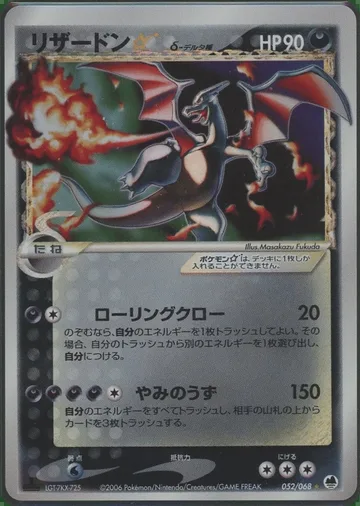 リザードン☆ δ-デルタ種 HP90
Illus.Masakazu Fukuda
たね
ポケモン☆は、デッキに1枚しか
入れることができません。
ローリングクロー 20
のぞむなら、自分のエネルギーを1枚トラッシュしてよい。その
場合、自分のトラッシュから別のエネルギーを1枚選び出し、
自分につける。
やみのうず 150
自分のエネルギーをすべてトラッシュし、相手の山札の上から
カードを3枚トラッシュする。
弱点 抵抗力 にげる
LGT-7KX-725 ©2006 Pokémon/Nintendo/Creatures/GAME FREAK 052/068